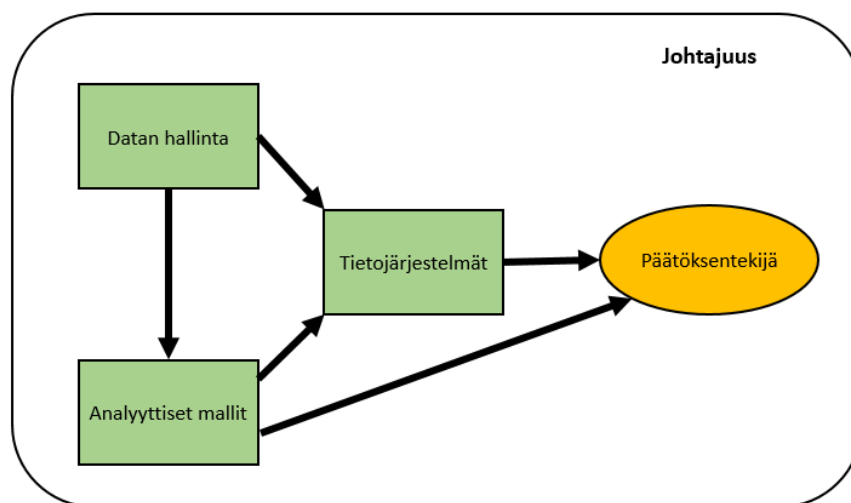 Johtajuus
Datan hallinta
Tietojärjestelmät
Päätöksentekijä
Analyyttiset mallit